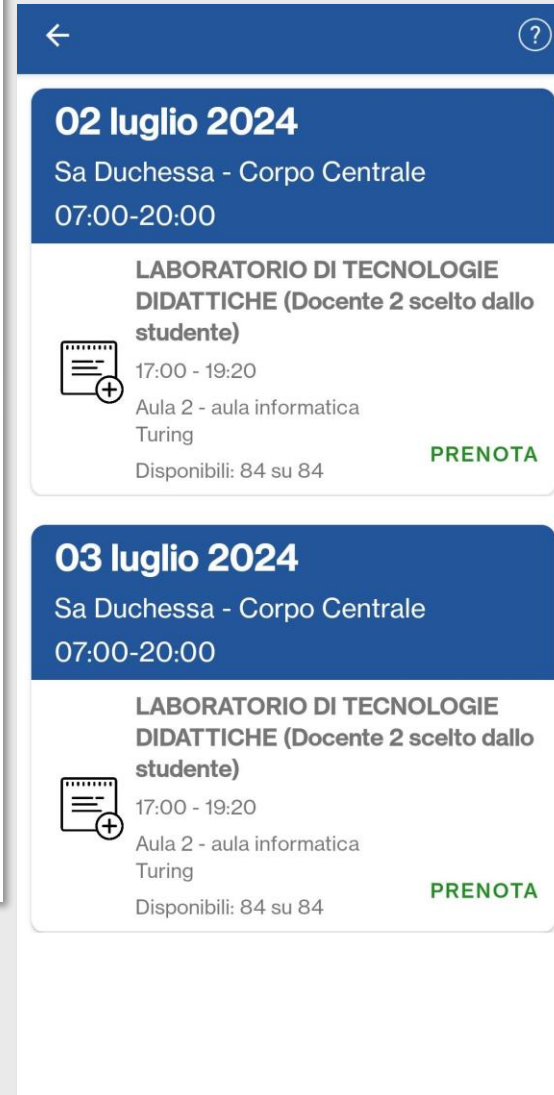 ?
02 luglio 2024
Sa Duchessa - Corpo Centrale
07:00-20:00
LABORATORIO DI TECNOLOGIE
DIDATTICHE (Docente 2 scelto dallo
studente)
17:00 - 19:20
Aula 2 - aula informatica
Turing
Disponibili: 84 su 84
PRENOTA
03 luglio 2024
Sa Duchessa - Corpo Centrale
07:00-20:00
LABORATORIO DI TECNOLOGIE
DIDATTICHE (Docente 2 scelto dallo
studente)
17:00 - 19:20
Aula 2 - aula informatica
Turing
Disponibili: 84 su 84
PRENOTA